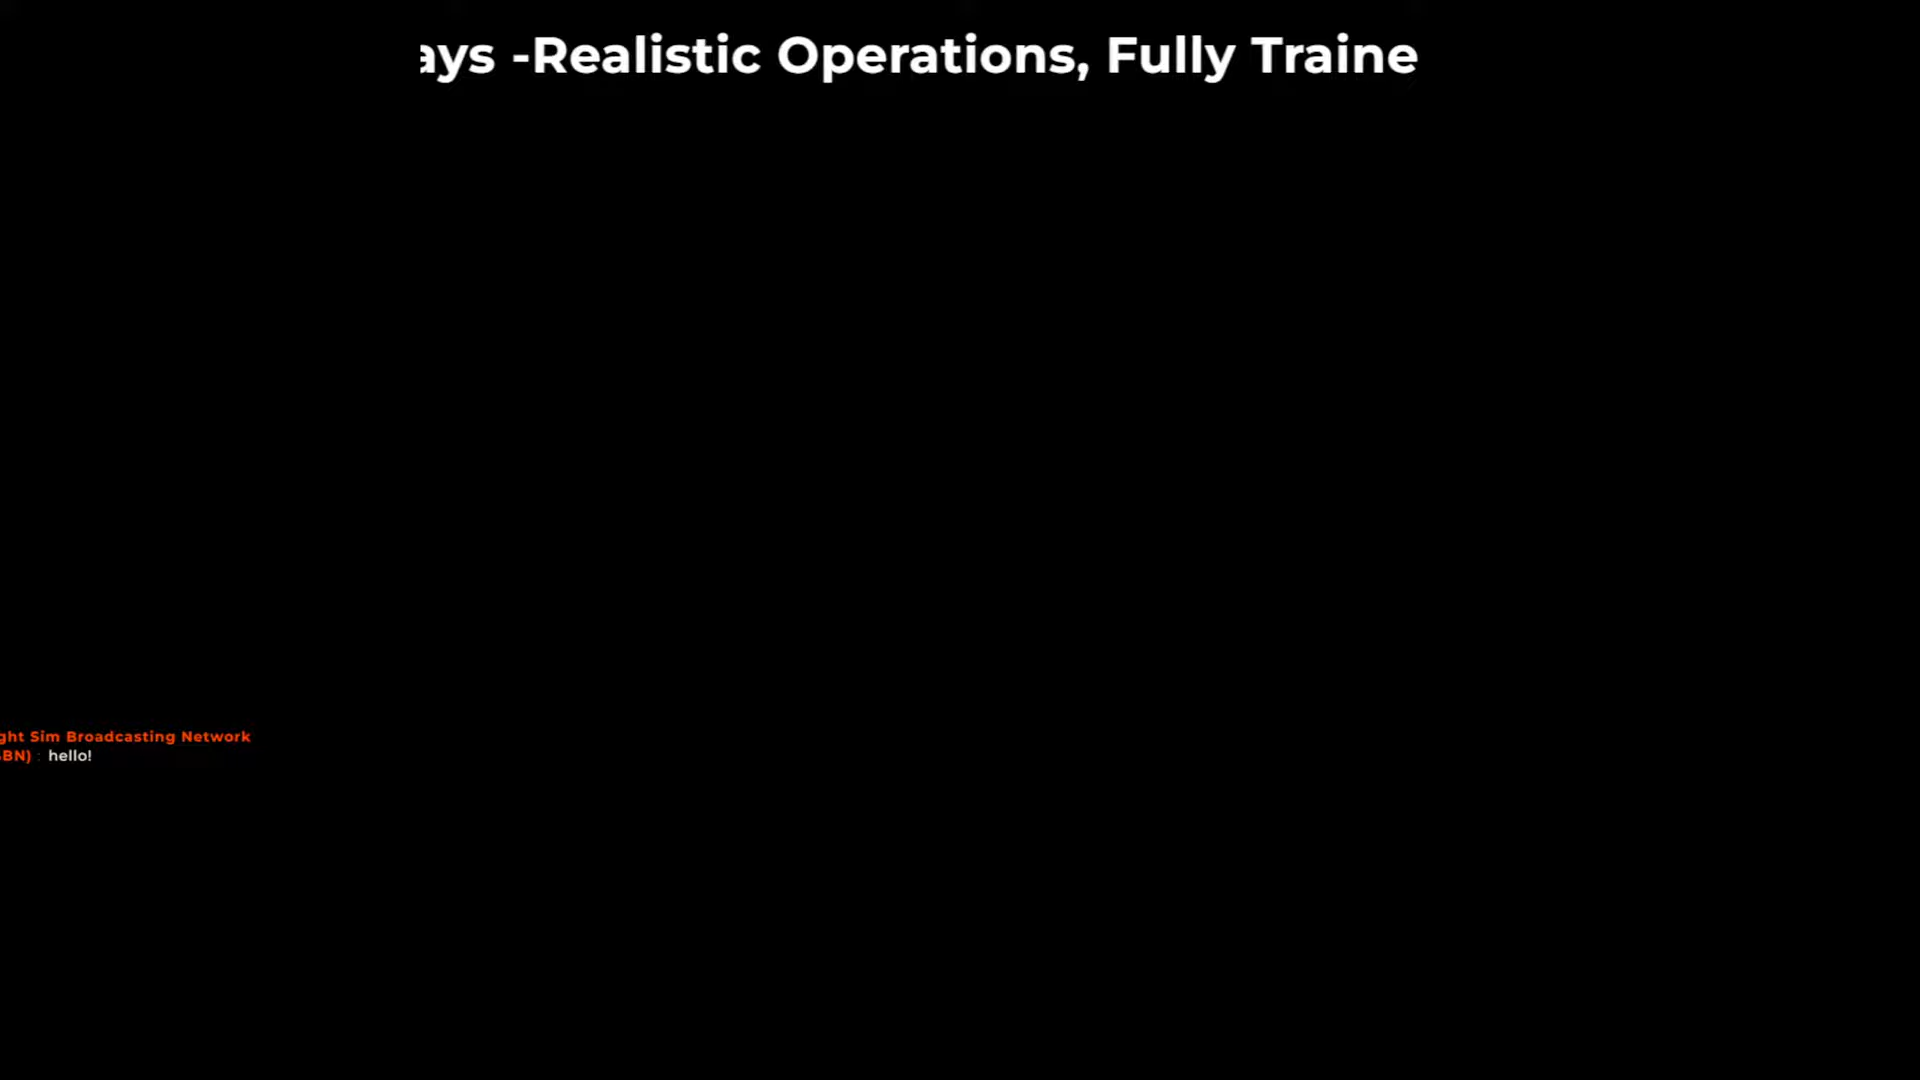 ays -Realistic Operations, Fully Traine
ght Sim Broadcasting Network
BN) : hello!